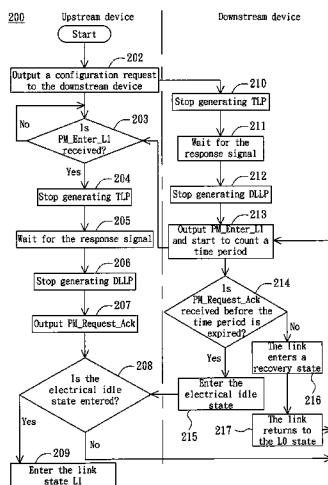 200
Upstream device
Downstream device
Start
202
Output a configuration request
to the downstream device
203
Is
PM_Enter_L1
received?
No
Yes
204
Stop generating TLP
205
Wait for the response signal
206
Stop generating DLLP
207
Output PM_Request_Ack
208
Is the
electrical idle
state entered?
Yes
No
209
Enter the link
state L1
210
Stop generating TLP
211
Wait for the
response signal
212
Stop generating DLLP
213
Output PM_Enter_L1
and start to count a
time period
214
Is
PM_Request_Ack
received before the
time period is
expired?
Yes
No
Enter the
electrical idle
state
215
The link
enters a
recovery state
216
217
The link
returns to
the L0 state